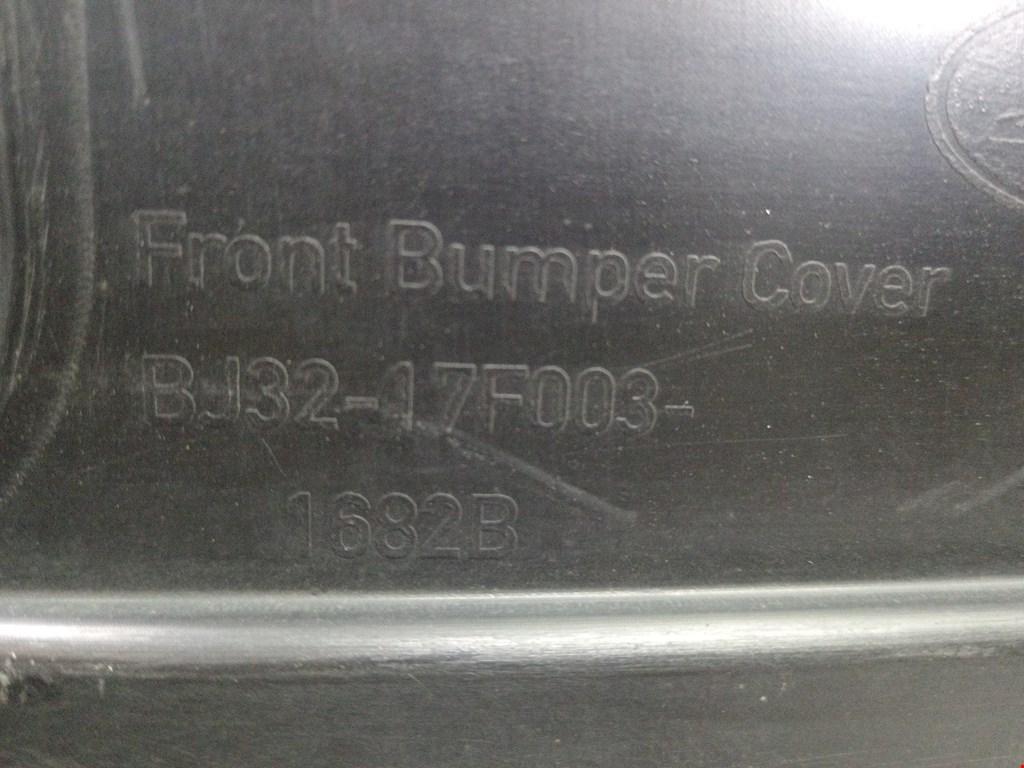 Front Bumper Cover
BJ32-17F003-
1682B